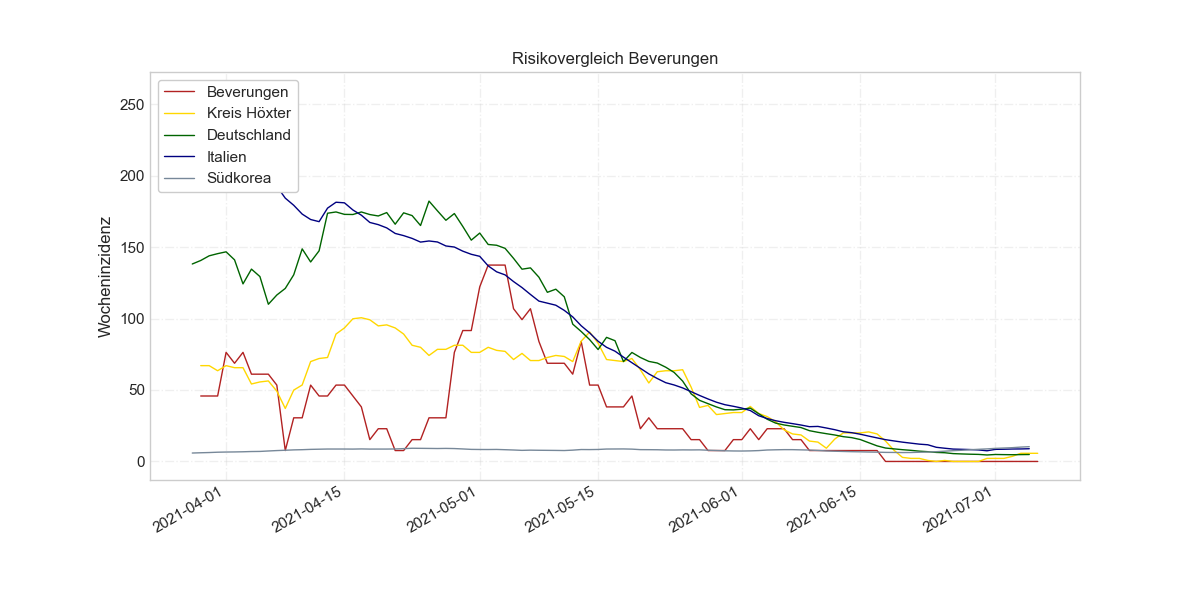 Risikovergleich Beverungen
Wocheninzidenz
250
200
150
100
50
0
Beverungen
Kreis Höxter
Deutschland
Italien
Südkorea
2021-04-01
2021-04-15
2021-05-01
2021-05-15
2021-06-01
2021-06-15
2021-07-01